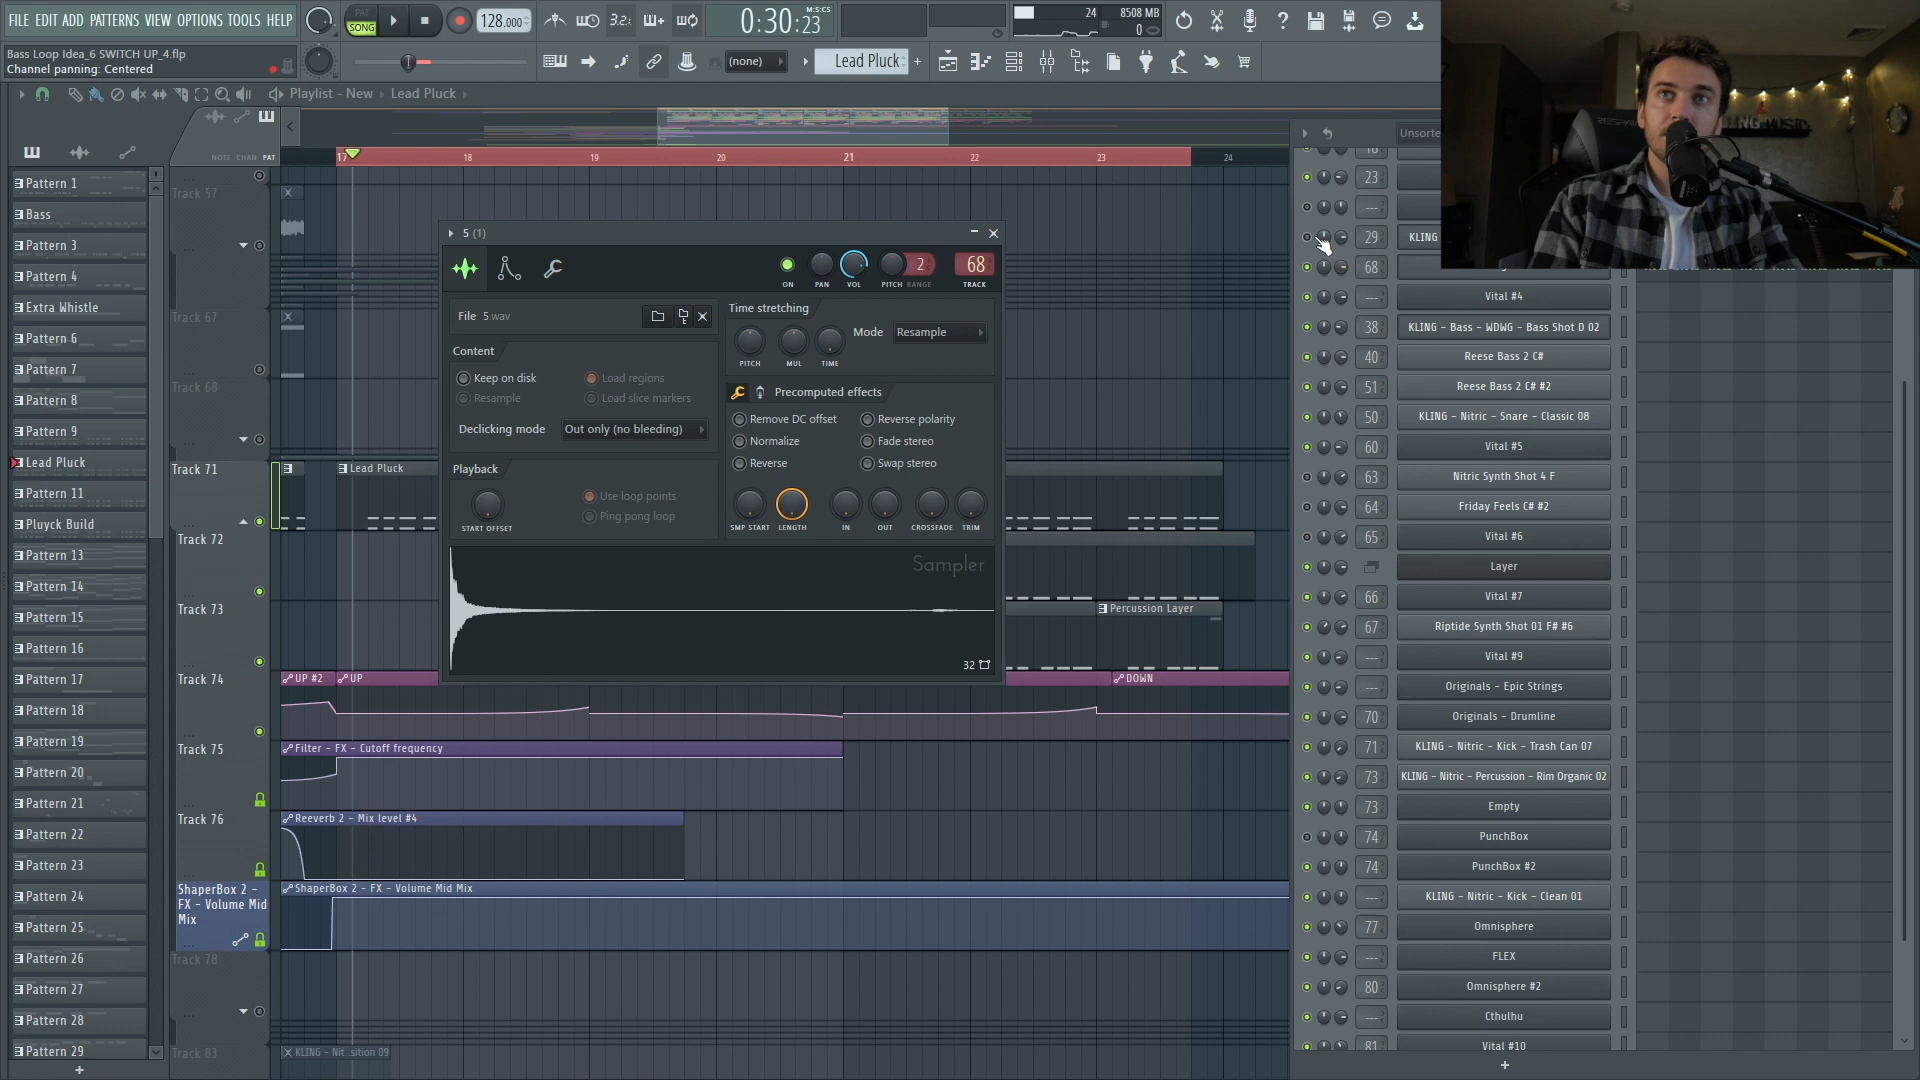 FILE EDIT ADD PATTERNS VIEW OPTIONS TOOLS HELP
PAT
SONG
128.000
3.2.
0:30:23
M:S:CS
24
8508 MB
0
Bass Loop Idea_6 SWITCH UP_4.flp
Channel panning: Centered
(none)
Lead Pluck
+
Playlist - New
Lead Pluck
NOTE CHAN PAT
17
18
19
20
21
22
23
24
Unsorte
Pattern 1
Bass
Pattern 3
Pattern 4
Extra Whistle
Pattern 6
Pattern 7
Pattern 8
Pattern 9
Lead Pluck
Pattern 11
Pluyck Build
Pattern 13
Pattern 14
Pattern 15
Pattern 16
Pattern 17
Pattern 18
Pattern 19
Pattern 20
Pattern 21
Pattern 22
Pattern 23
Pattern 24
Pattern 25
Pattern 26
Pattern 27
Pattern 28
Pattern 29
+
Track 57
Track 67
Track 68
Track 71
Lead Pluck
Track 72
Track 73
Percussion Layer
Track 74
UP #2
UP
DOWN
Track 75
Filter - FX - Cutoff frequency
Track 76
Reeverb 2 - Mix level #4
ShaperBox 2 -
FX - Volume Mid
Mix
ShaperBox 2 - FX - Volume Mid Mix
Track 78
Track 83
KLING - Nit..sition 09
5 (1)
ON
PAN
VOL
PITCH
RANGE
2
68
TRACK
File 5.wav
Content
Keep on disk
Load regions
Resample
Load slice markers
Declicking mode
Out only (no bleeding)
Playback
START OFFSET
Use loop points
Ping pong loop
Time stretching
PITCH
MUL
TIME
Mode
Resample
Precomputed effects
Remove DC offset
Reverse polarity
Normalize
Fade stereo
Reverse
Swap stereo
SMP START
LENGTH
IN
OUT
CROSSFADE
TRIM
Sampler
32
23
---
29 KLING
68
--- Vital #4
38 KLING - Bass - WDWG - Bass Shot D 02
40 Reese Bass 2 C#
51 Reese Bass 2 C# #2
50 KLING - Nitric - Snare - Classic 08
60 Vital #5
63 Nitric Synth Shot 4 F
64 Friday Feels C# #2
65 Vital #6
Layer
66 Vital #7
67 Riptide Synth Shot 01 F# #6
--- Vital #9
--- Originals - Epic Strings
70 Originals - Drumline
71 KLING - Nitric - Kick - Trash Can 07
73 KLING - Nitric - Percussion - Rim Organic 02
73 Empty
74 PunchBox
74 PunchBox #2
--- KLING - Nitric - Kick - Clean 01
77 Omnisphere
--- FLEX
80 Omnisphere #2
--- Cthulhu
81 Vital #10
+